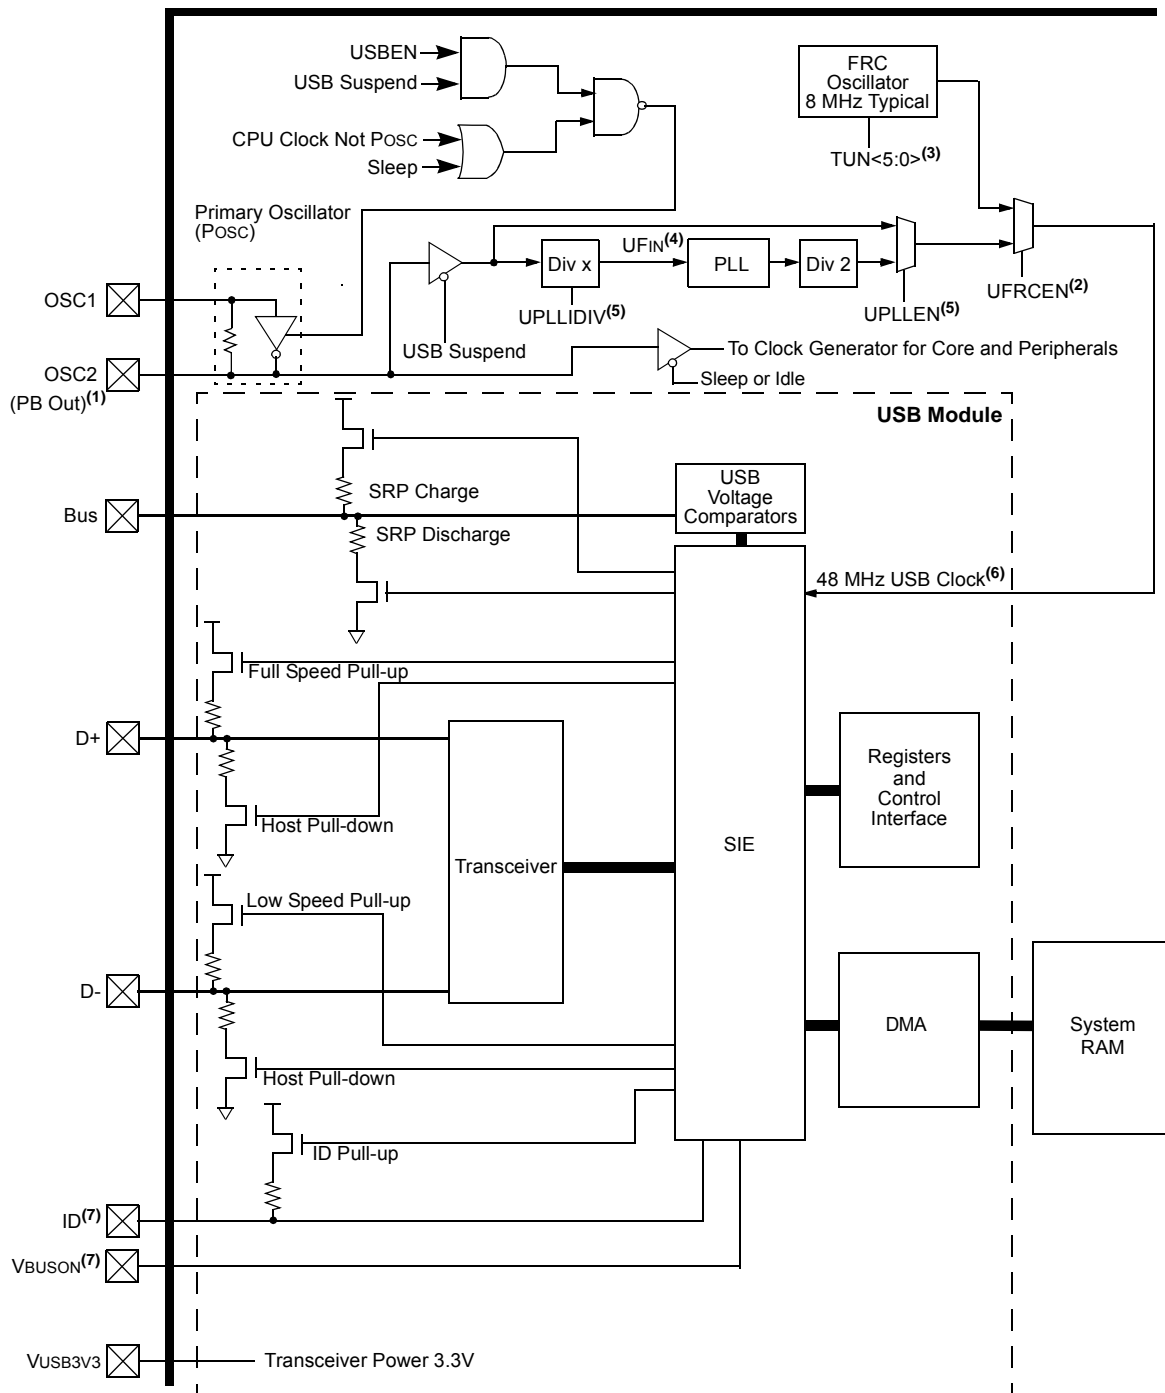 USBEN
USB Suspend
CPU Clock Not POSC
Sleep
FRC
Oscillator
8 MHz Typical
TUN<5:0>(3)
Primary Oscillator
(POSC)
UFIN(4)
Div x
PLL
Div 2
UFRCEN(2)
OSC1
UPLLIDIV(5)
UPLLEN(5)
USB Suspend
To Clock Generator for Core and Peripherals
OSC2
(PB Out)(1)
Sleep or Idle
USB Module
SRP Charge
USB
Voltage
Comparators
Bus
SRP Discharge
48 MHz USB Clock(6)
Full Speed Pull-up
D+
Registers
and
Control
Interface
Host Pull-down
SIE
Transceiver
Low Speed Pull-up
D-
DMA
System
RAM
Host Pull-down
ID Pull-up
ID(7)
VBUSON(7)
VUSB3V3
Transceiver Power 3.3V